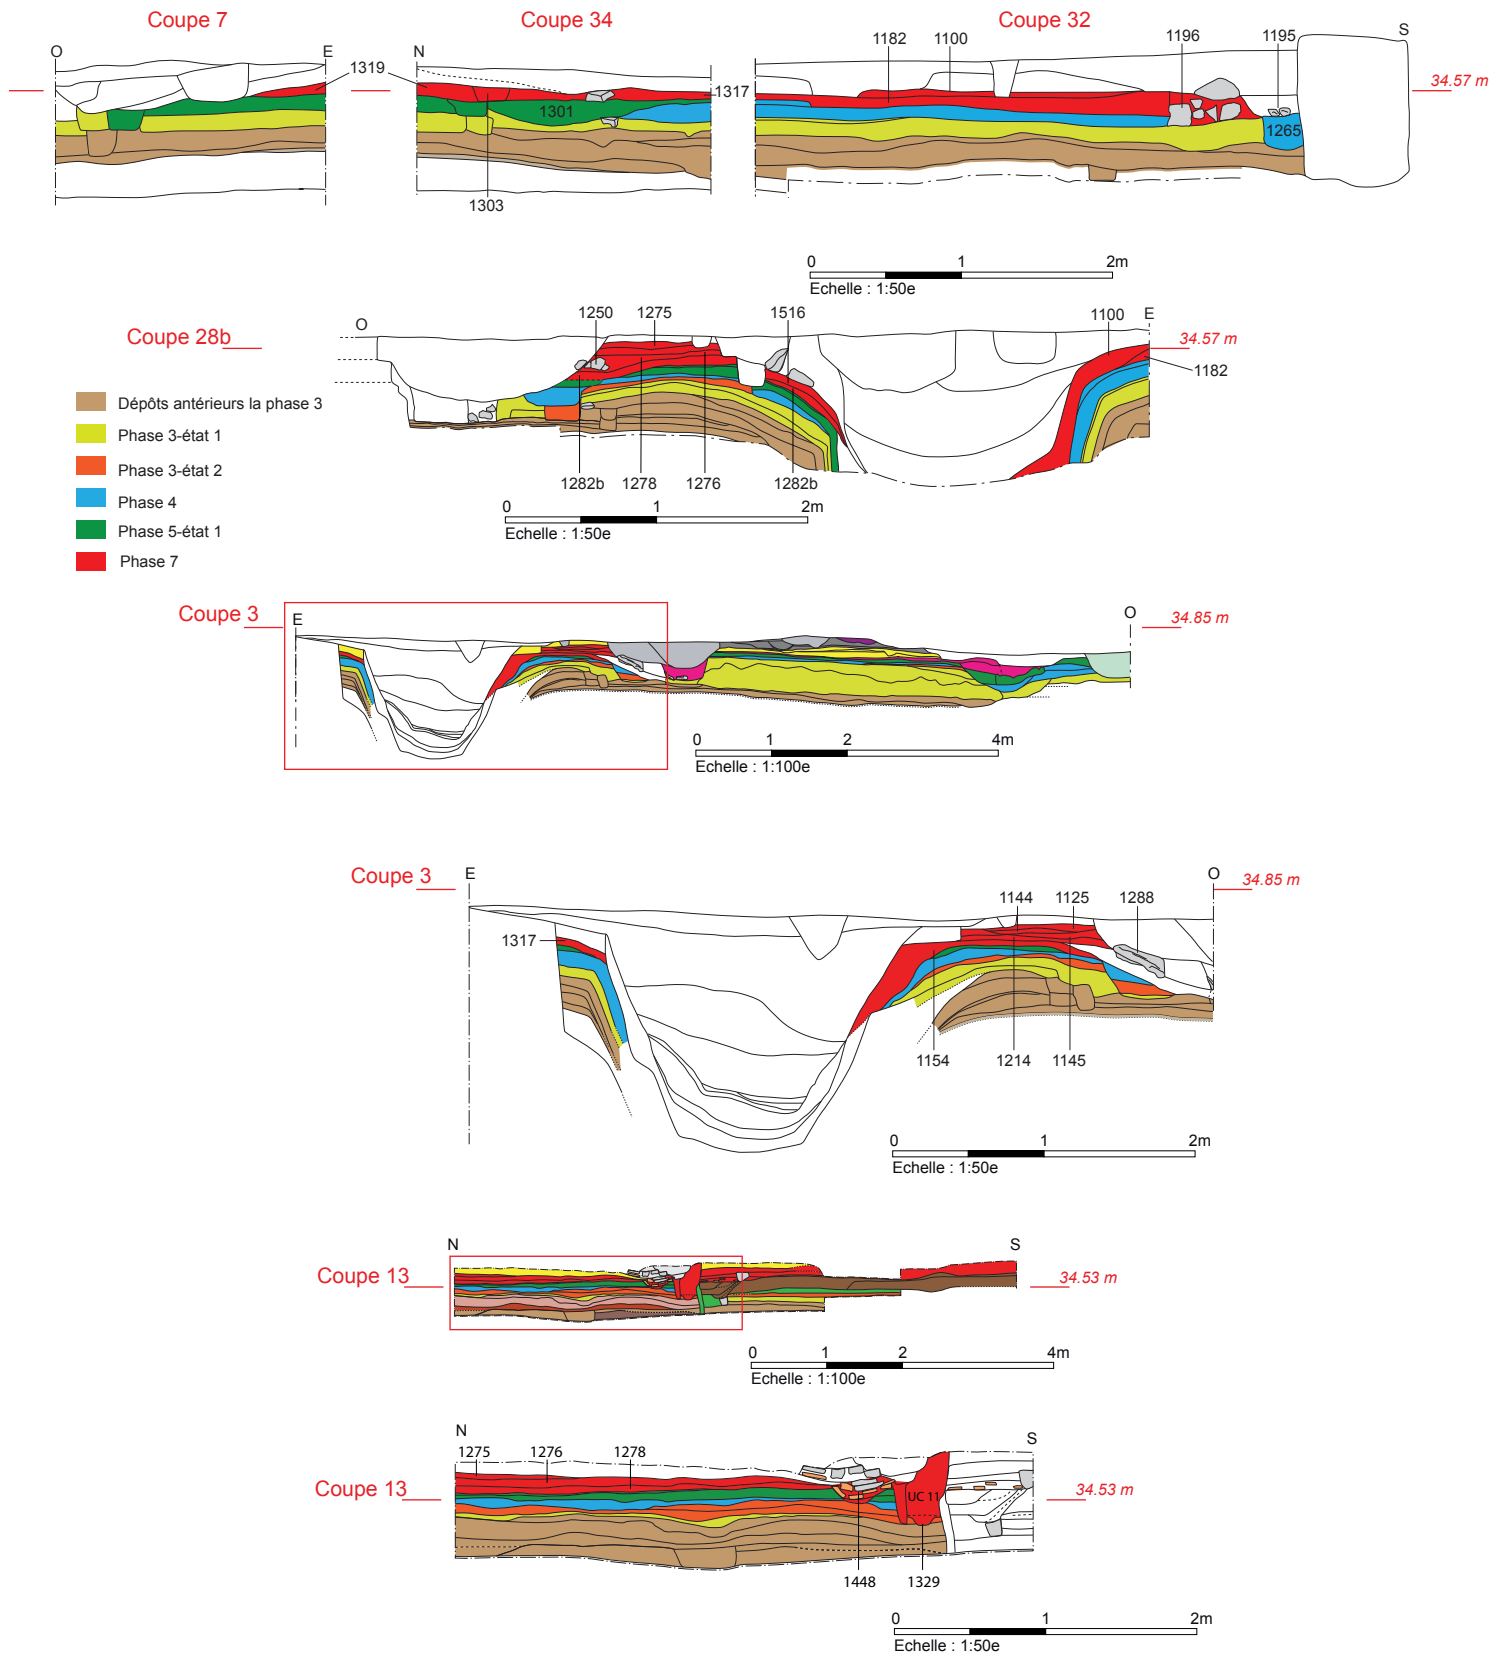 Coupe 7
Coupe 34
Coupe 32
O
E
N
S
1319
1182
1100
1196
1195
34.57 m
1317
1301
1265
1303
0 1 2m
Echelle : 1:50e
Coupe 28b
O
1250
1275
1516
1100
E
34.57 m
1182
1282b
1278
1276
1282b
0 1 2m
Echelle : 1:50e
Dépôts antérieurs la phase 3
Phase 3-état 1
Phase 3-état 2
Phase 4
Phase 5-état 1
Phase 7
Coupe 3
E
O
34.85 m
0 1 2 4m
Echelle : 1:100e
Coupe 3
E
O
34.85 m
1144
1125
1288
1317
1154
1214
1145
0 1 2m
Echelle : 1:50e
N
S
Coupe 13
34.53 m
0 1 2 4m
Echelle : 1:100e
N
S
1275
1276
1278
Coupe 13
UC 11
34.53 m
1448
1329
0 1 2m
Echelle : 1:50e